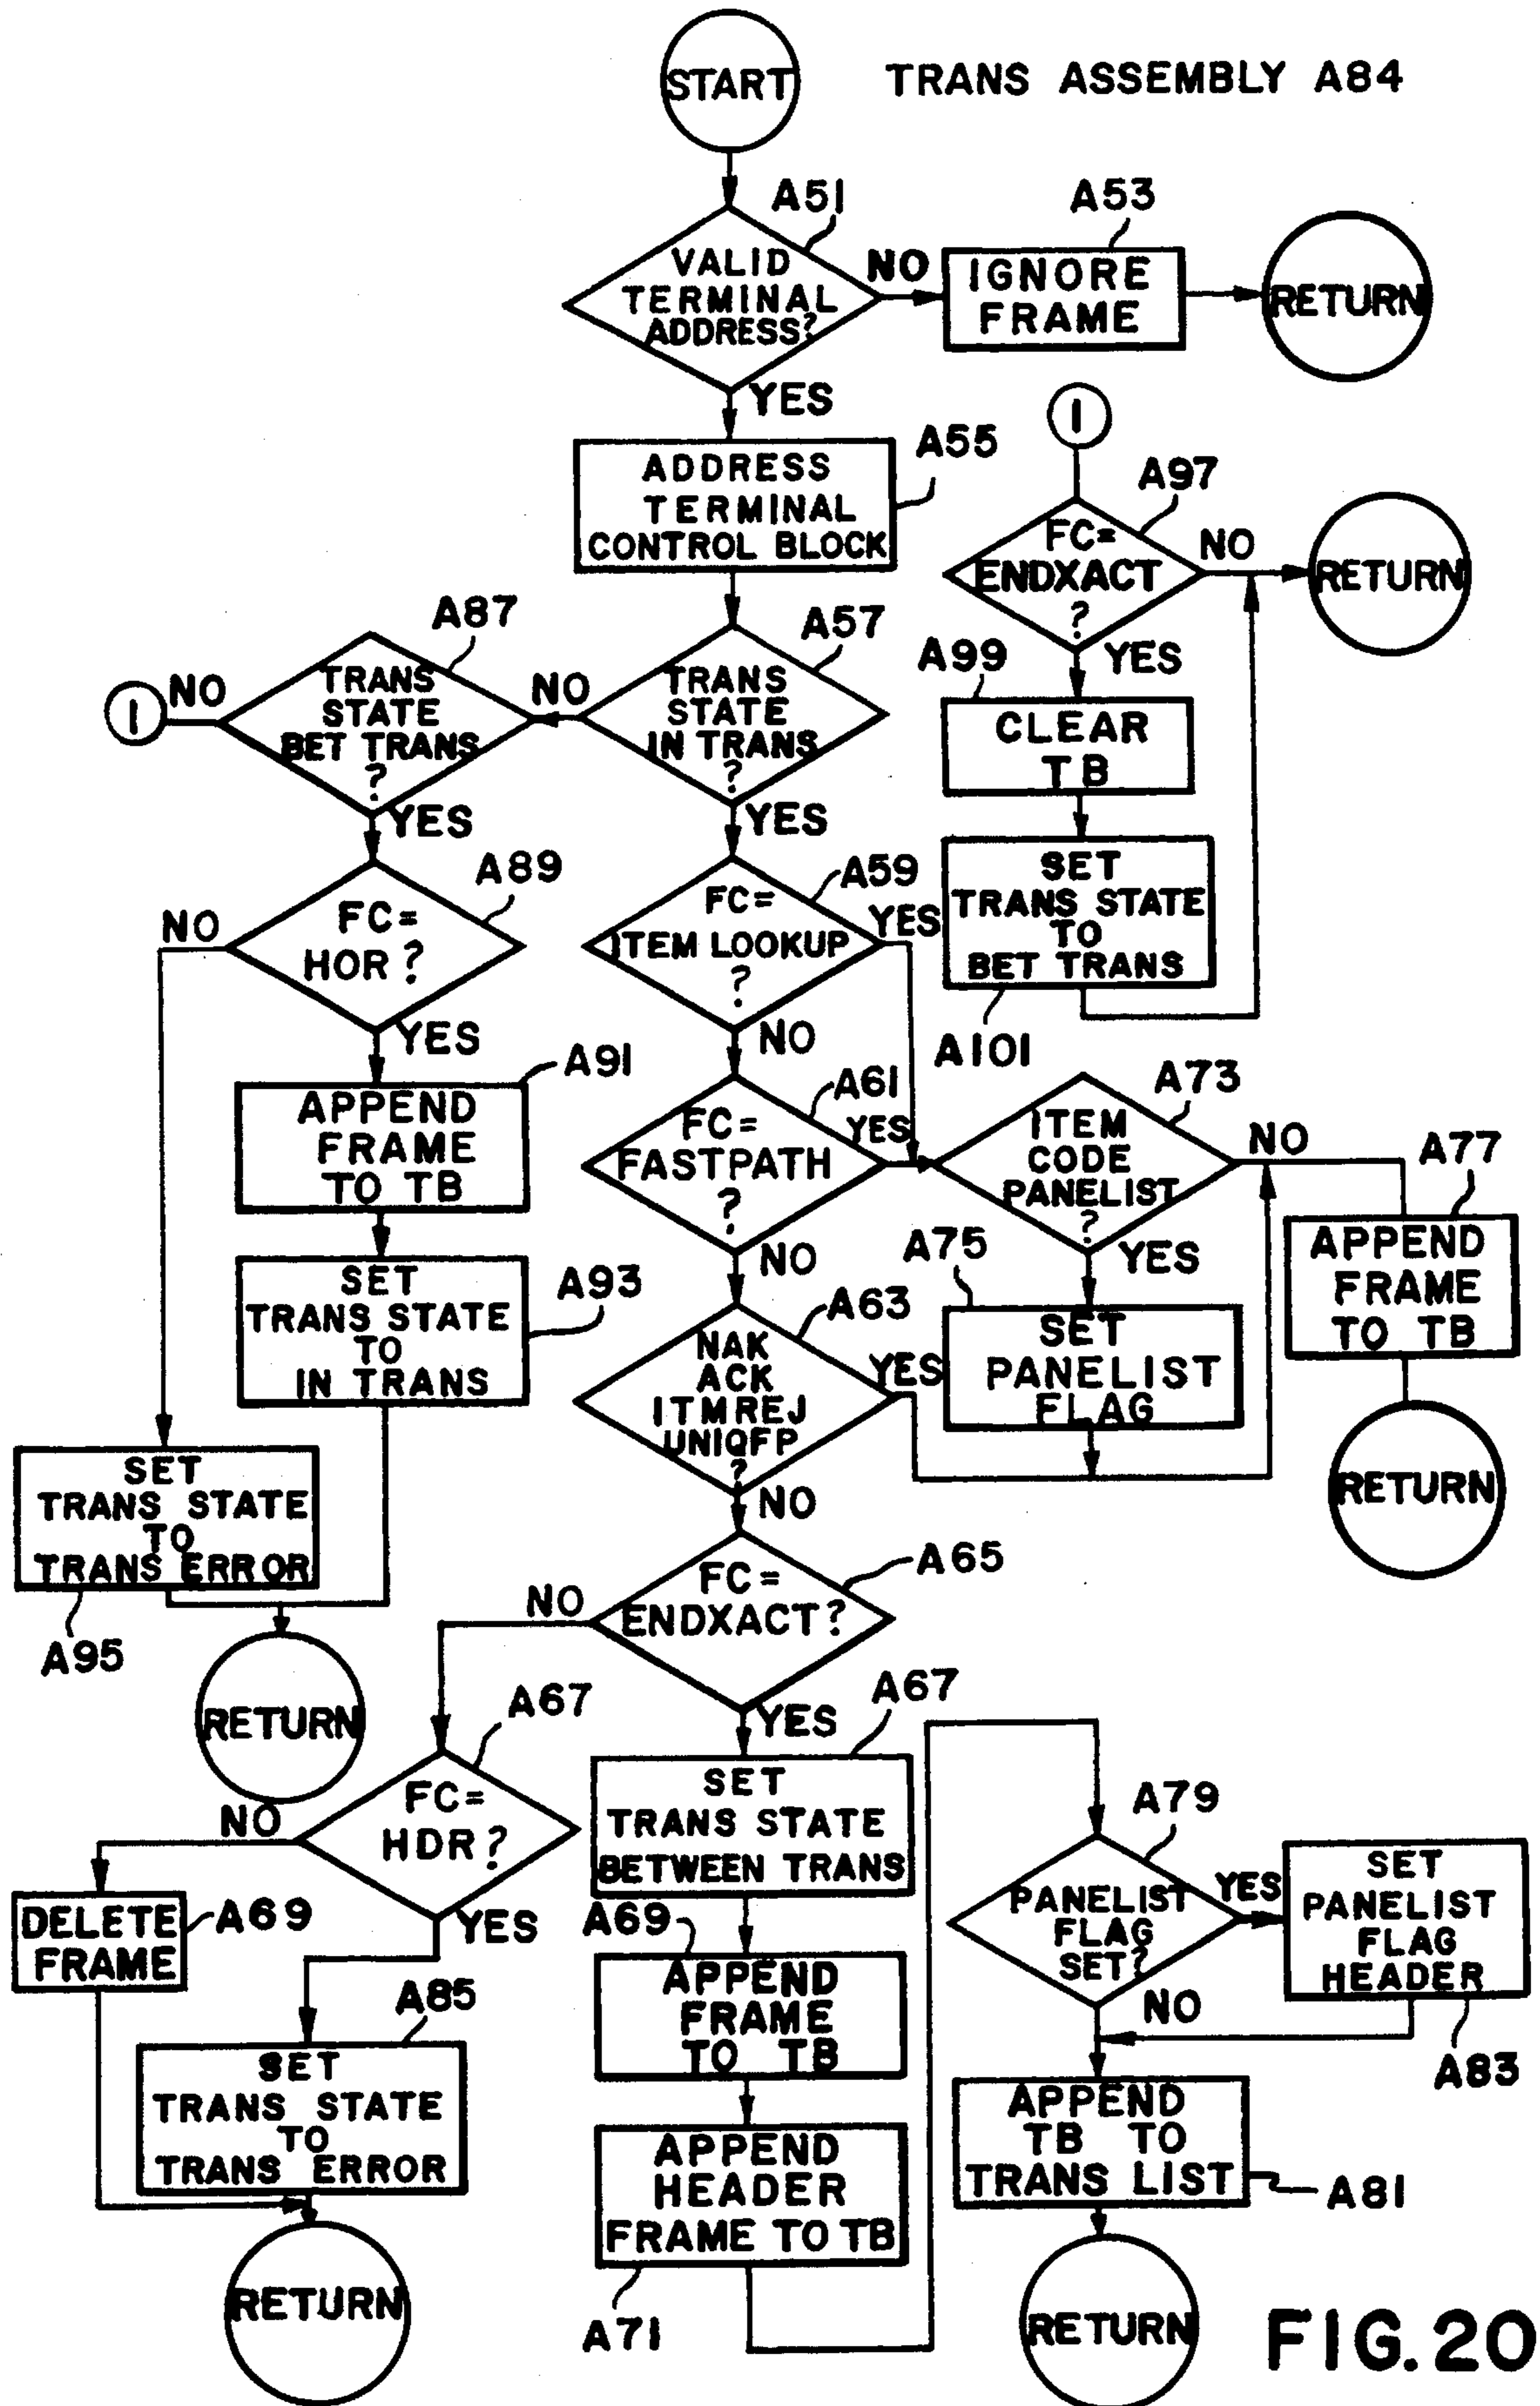 START
TRANS ASSEMBLY A84
A51
A53
VALID
TERMINAL
ADDRESS?
NO
IGNORE
FRAME
RETURN
YES
1
A55
ADDRESS
TERMINAL
CONTROL BLOCK
A97
FC=
ENDXACT
?
NO
RETURN
YES
A87
A57
A99
TRANS
STATE
BET TRANS
?
NO
1
NO
TRANS
STATE
IN TRANS
?
CLEAR
TB
YES
YES
A89
A59
SET
TRANS STATE
TO
BET TRANS
A101
FC=
HOR?
NO
YES
FC=
ITEM LOOKUP
?
YES
NO
A91
A61
A73
APPEND
FRAME
TO TB
FC=
FASTPATH
?
YES
NO
ITEM
CODE
PANELIST
?
NO
YES
A77
APPEND
FRAME
TO TB
RETURN
SET
TRANS STATE
TO
IN TRANS
A93
A63
A75
NAK
ACK
ITMREJ
UNIQFP
?
YES
NO
SET
PANELIST
FLAG
SET
TRANS STATE
TO
TRANS ERROR
A95
RETURN
A65
FC=
ENDXACT?
NO
YES
A67
A67
FC=
HDR?
NO
YES
SET
TRANS STATE
BETWEEN TRANS
A79
PANELIST
FLAG
SET?
YES
NO
SET
PANELIST
FLAG
HEADER
A83
DELETE
FRAME
A69
A69
APPEND
FRAME
TO TB
A85
SET
TRANS STATE
TO
TRANS ERROR
APPEND
TB TO
TRANS LIST
A81
APPEND
HEADER
FRAME TO TB
A71
RETURN
RETURN
FIG.20